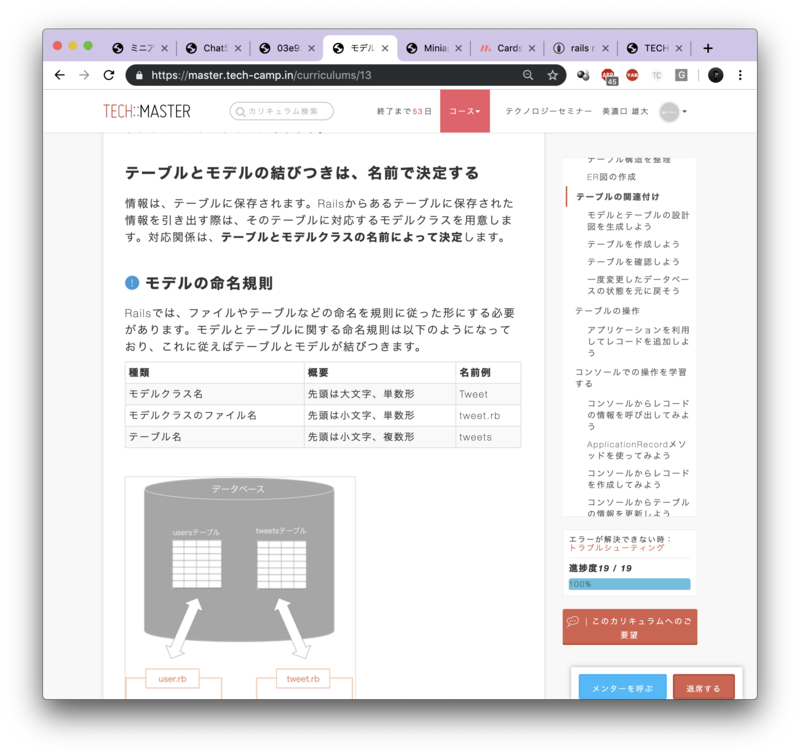 ミニア
ChatS
03e9
モデル
Minia
Cards
rails r
TECH
https://master.tech-camp.in/curriculums/13
45
TECH::MASTER
カリキュラム検索
終了まで53日
コース
テクノロジーセミナー
美濃口 雄大
テーブルとモデルの結びつきは、名前で決定する
情報は、テーブルに保存されます。Railsからあるテーブルに保存された
情報を引き出す際は、そのテーブルに対応するモデルクラスを用意しま
す。対応関係は、テーブルとモデルクラスの名前によって決定します。
モデルの命名規則
Railsでは、ファイルやテーブルなどの命名を規則に従った形にする必要
があります。モデルとテーブルに関する命名規則は以下のようになって
おり、これに従えばテーブルとモデルが結びつきます。
種類 概要 名前例
モデルクラス名 先頭は大文字、単数形 Tweet
モデルクラスのファイル名 先頭は小文字、単数形 tweet.rb
テーブル名 先頭は小文字、複数形 tweets
データベース
usersテーブル
tweetsテーブル
user.rb
tweet.rb
テーブル構造を整理
ER図の作成
テーブルの関連付け
モデルとテーブルの設計
図を生成しよう
テーブルを作成しよう
テーブルを確認しよう
一度変更したデータベー
スの状態を元に戻そう
テーブルの操作
アプリケーションを利用
してレコードを追加しよ
う
コンソールでの操作を学習
する
コンソールからレコード
の情報を呼び出してみよ
う
ApplicationRecordメソ
ッドを使ってみよう
コンソールからレコード
を作成してみよう
コンソールからテーブル
の情報を更新しよう
エラーが解決できない時：
トラブルシューティング
進捗度19 / 19
100%
| このカリキュラムへのご
要望
メンターを呼ぶ
退席する